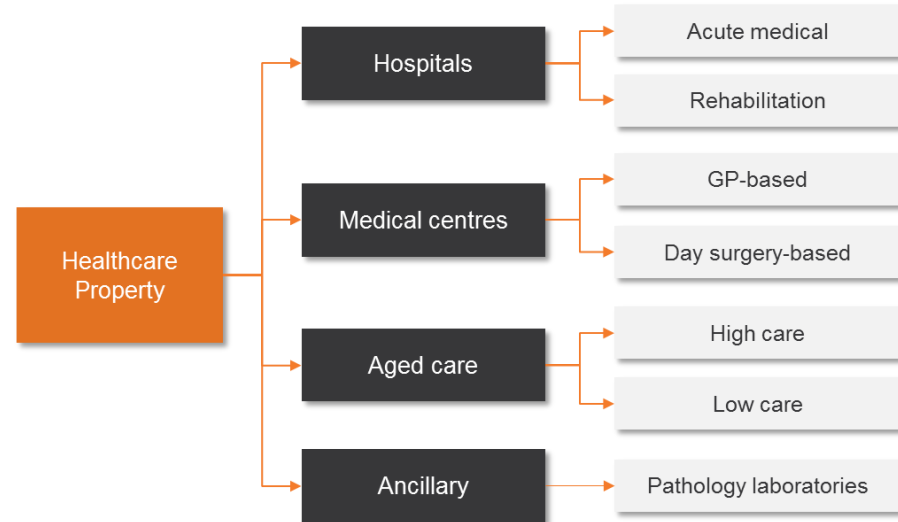 Healthcare
Property
Hospitals
Acute medical
Rehabilitation
Medical centres
GP-based
Day surgery-based
Aged care
High care
Low care
Ancillary
Pathology laboratories